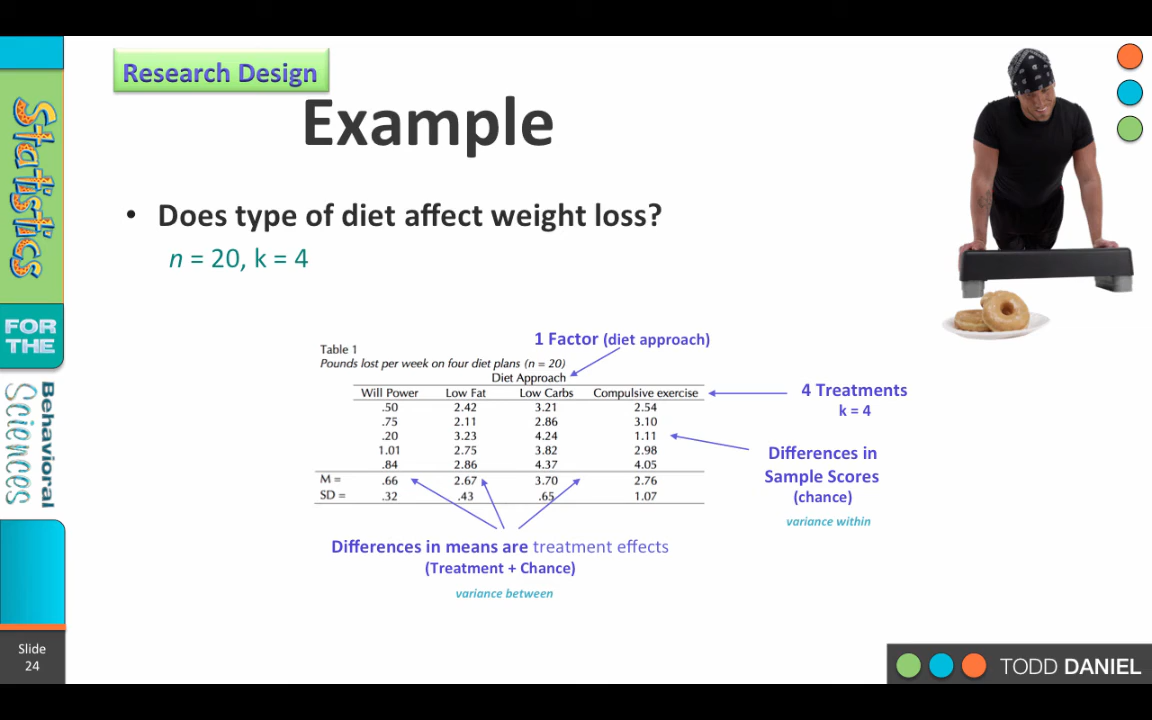 Research Design
Example
• Does type of diet affect weight loss?
n = 20, k = 4
1 Factor (diet approach)
Table 1
Pounds lost per week on four diet plans (n = 20)
Diet Approach
Will Power Low Fat Low Carbs Compulsive exercise
.50 2.42 3.21 2.54
.75 2.11 2.86 3.10
.20 3.23 4.24 1.11
1.01 2.75 3.82 2.98
.84 2.86 4.37 4.05
M = .66 2.67 3.70 2.76
SD = .32 .43 .65 1.07
4 Treatments
k = 4
Differences in
Sample Scores
(chance)
variance within
Differences in means are treatment effects
(Treatment + Chance)
variance between
Statistics
FOR THE
Behavioral
Sciences
Slide
24
TODD DANIEL